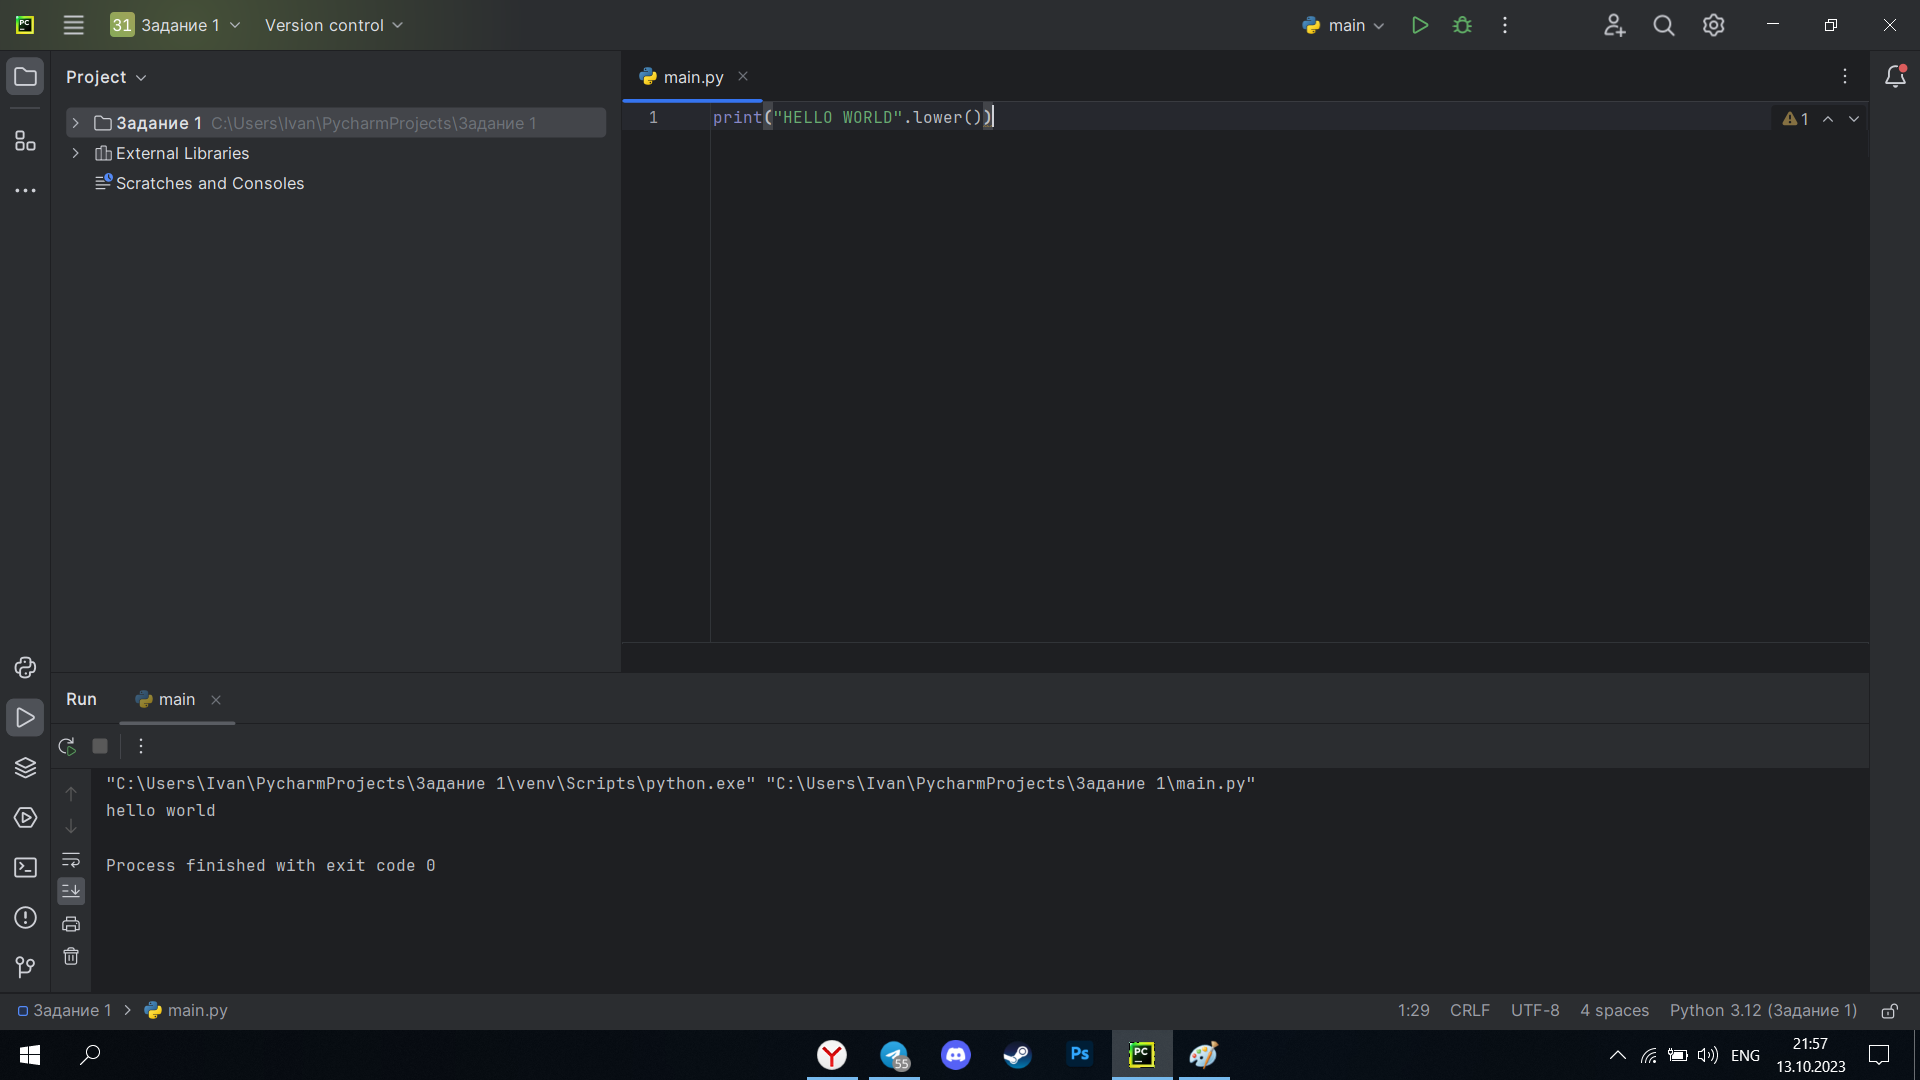 PC
31 Задание 1 Version control
main
Project
main.py
Задание 1 C:\Users\Ivan\PycharmProjects\Задание 1
External Libraries
Scratches and Consoles
1 print("HELLO WORLD".lower())
1
Run main
"C:\Users\Ivan\PycharmProjects\Задание 1\venv\Scripts\python.exe" "C:\Users\Ivan\PycharmProjects\Задание 1\main.py"
hello world
Process finished with exit code 0
Задание 1 main.py
1:29 CRLF UTF-8 4 spaces Python 3.12 (Задание 1)
55
Ps
PC
ENG
21:57
13.10.2023